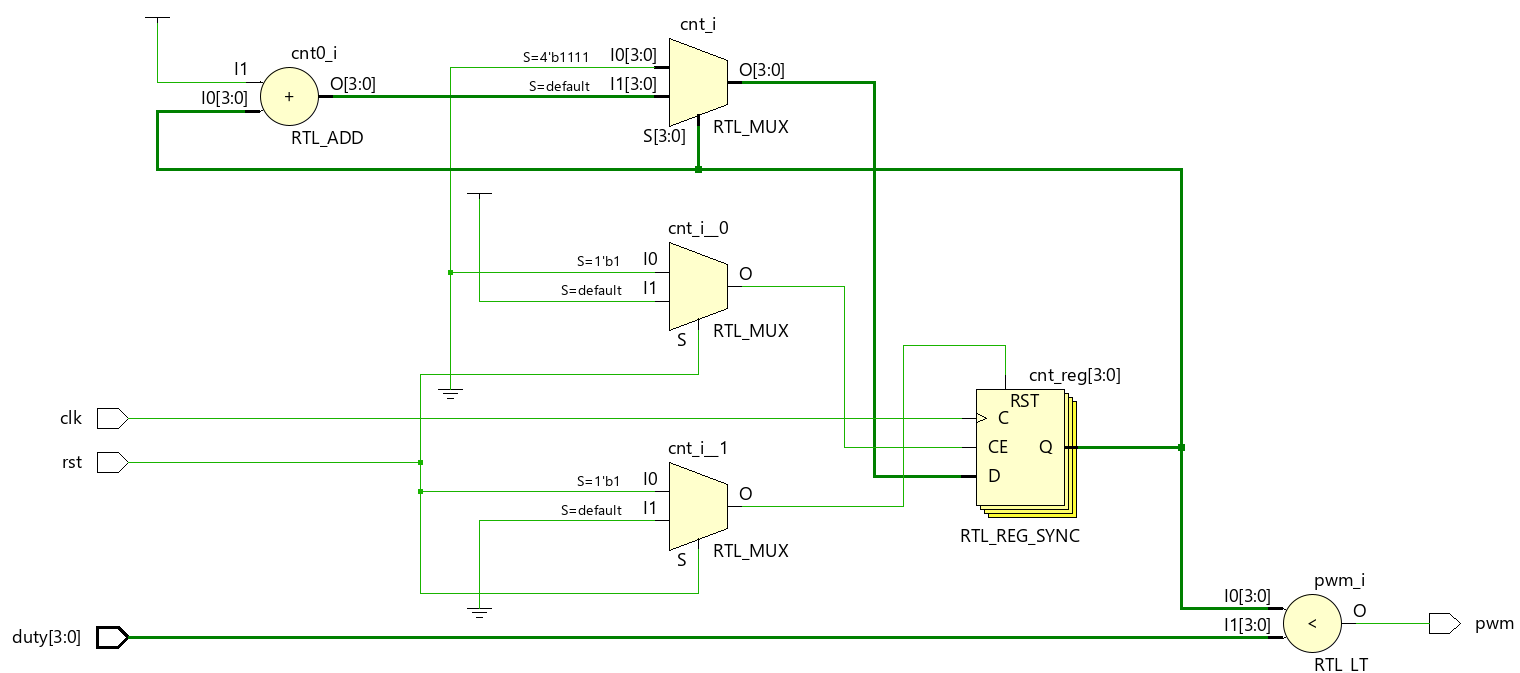 cnt_i
cnt0_i
S=4'b1111
I0[3:0]
O[3:0]
I1
O[3:0]
S=default
I1[3:0]
I0[3:0]
+
S[3:0]
RTL_MUX
RTL_ADD
cnt_i__0
S=1'b1
I0
O
S=default
I1
S
RTL_MUX
cnt_reg[3:0]
RST
clk
C
CE
Q
cnt_i__1
rst
D
S=1'b1
I0
O
S=default
I1
S
RTL_MUX
RTL_REG_SYNC
pwm_i
I0[3:0]
O
<
pwm
I1[3:0]
duty[3:0]
RTL_LT